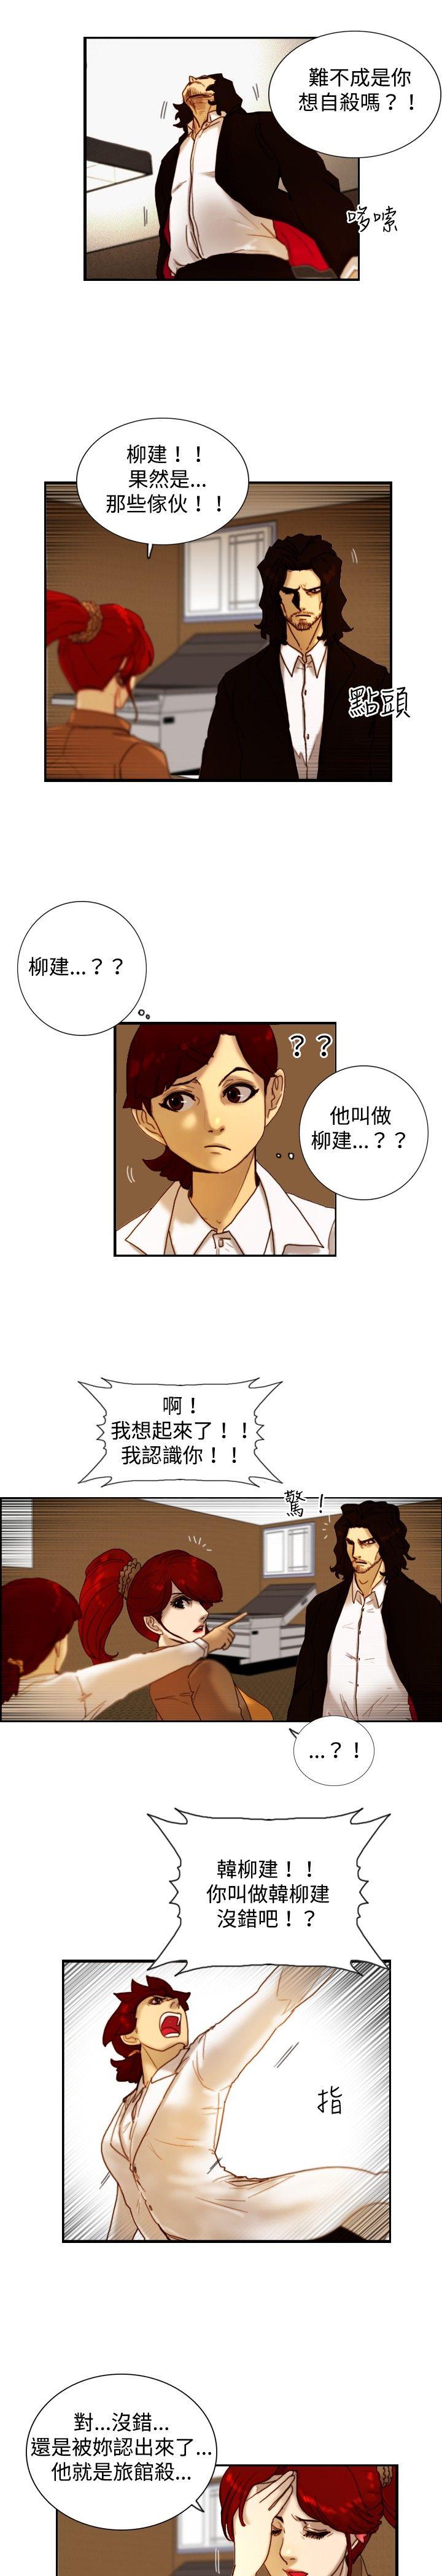 難不成是你
想自殺嗎？！
哆嗦
柳建！！
果然是...
那些傢伙！！
點頭
柳建...？？
？？
他叫做
柳建...？？
啊！
我想起來了！！
我認識你！！
驚！
...？！
韓柳建！！
你叫做韓柳建
沒錯吧！？
指
對...沒錯...
還是被妳認出來了...
他就是旅館殺...